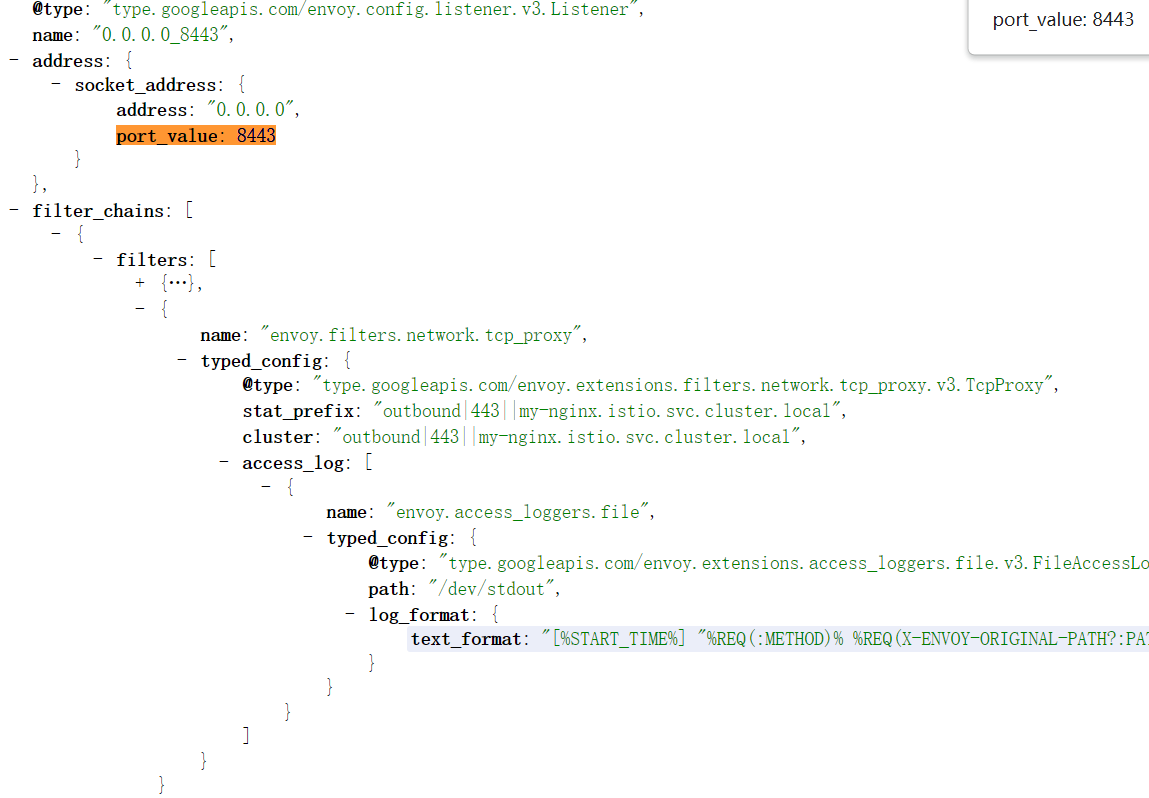 @type: "type.googleapis.com/envoy.config.listener.v3.Listener",
port_value: 8443
name: "0.0.0.0_8443",
- address: {
- socket_address: {
address: "0.0.0.0",
port_value: 8443
}
},
- filter_chains: [
- {
- filters: [
+ {…},
- {
name: "envoy.filters.network.tcp_proxy",
- typed_config: {
@type: "type.googleapis.com/envoy.extensions.filters.network.tcp_proxy.v3.TcpProxy",
stat_prefix: "outbound|443||my-nginx.istio.svc.cluster.local",
cluster: "outbound|443||my-nginx.istio.svc.cluster.local",
- access_log: [
- {
name: "envoy.access_loggers.file",
- typed_config: {
@type: "type.googleapis.com/envoy.extensions.access_loggers.file.v3.FileAccessLo
path: "/dev/stdout",
- log_format: {
text_format: "[%START_TIME%] "%REQ(:METHOD)% %REQ(X-ENVOY-ORIGINAL-PATH?:PAT
}
}
}
]
}
}